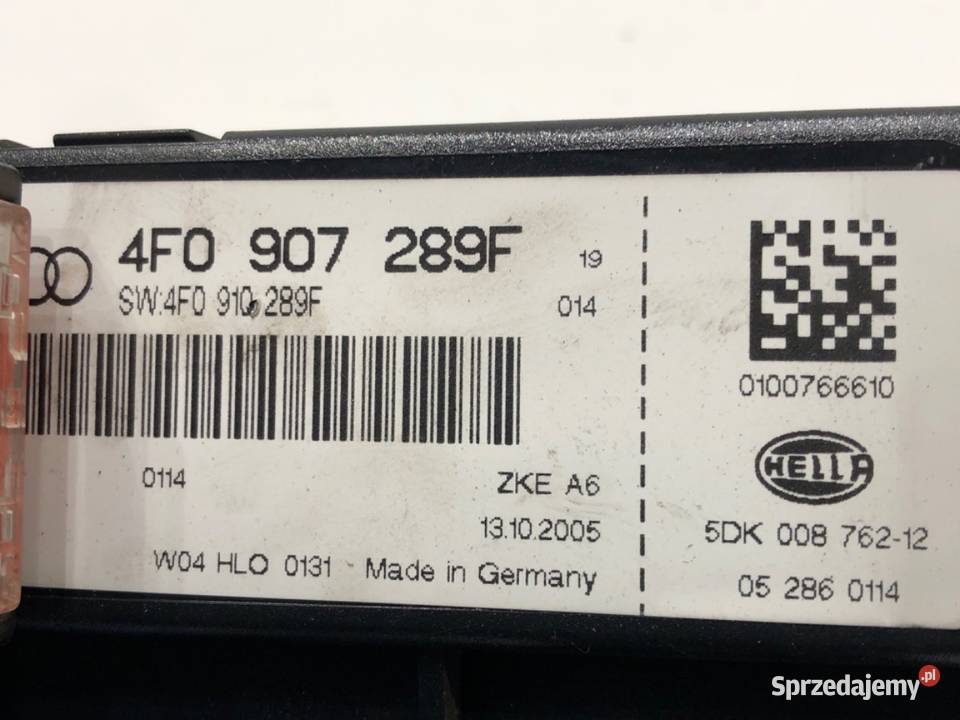 4F0 907 289F 19
SW:4F0 910 289F 014
0114 ZKE A6
13.10.2005
W04 HLO 0131 Made in Germany
0100766610
HELLA
5DK 008 762-12
05 286 0114
Sprzedajemy.pl